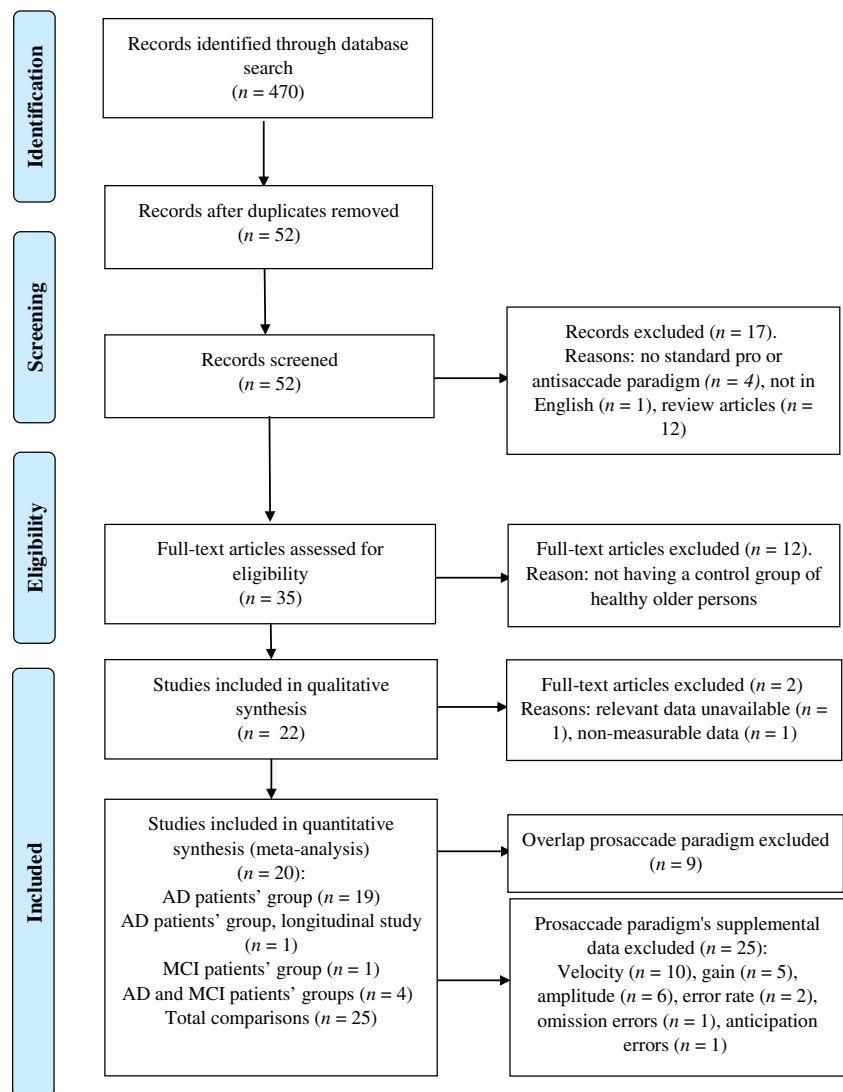 Identification
Records identified through database
search
(n = 470)
Records after duplicates removed
(n = 52)
Screening
Records screened
(n = 52)
Records excluded (n = 17).
Reasons: no standard pro or
antisaccade paradigm (n = 4), not in
English (n = 1), review articles (n =
12)
Eligibility
Full-text articles assessed for
eligibility
(n = 35)
Full-text articles excluded (n = 12).
Reason: not having a control group of
healthy older persons
Included
Studies included in qualitative
synthesis
(n = 22)
Full-text articles excluded (n = 2)
Reasons: relevant data unavailable (n =
1), non-measurable data (n = 1)
Studies included in quantitative
synthesis (meta-analysis)
(n = 20):
AD patients' group (n = 19)
AD patients' group, longitudinal study
(n = 1)
MCI patients' group (n = 1)
AD and MCI patients' groups (n = 4)
Total comparisons (n = 25)
Overlap prosaccade paradigm excluded
(n = 9)
Prosaccade paradigm's supplemental
data excluded (n = 25):
Velocity (n = 10), gain (n = 5),
amplitude (n = 6), error rate (n = 2),
omission errors (n = 1), anticipation
errors (n = 1)